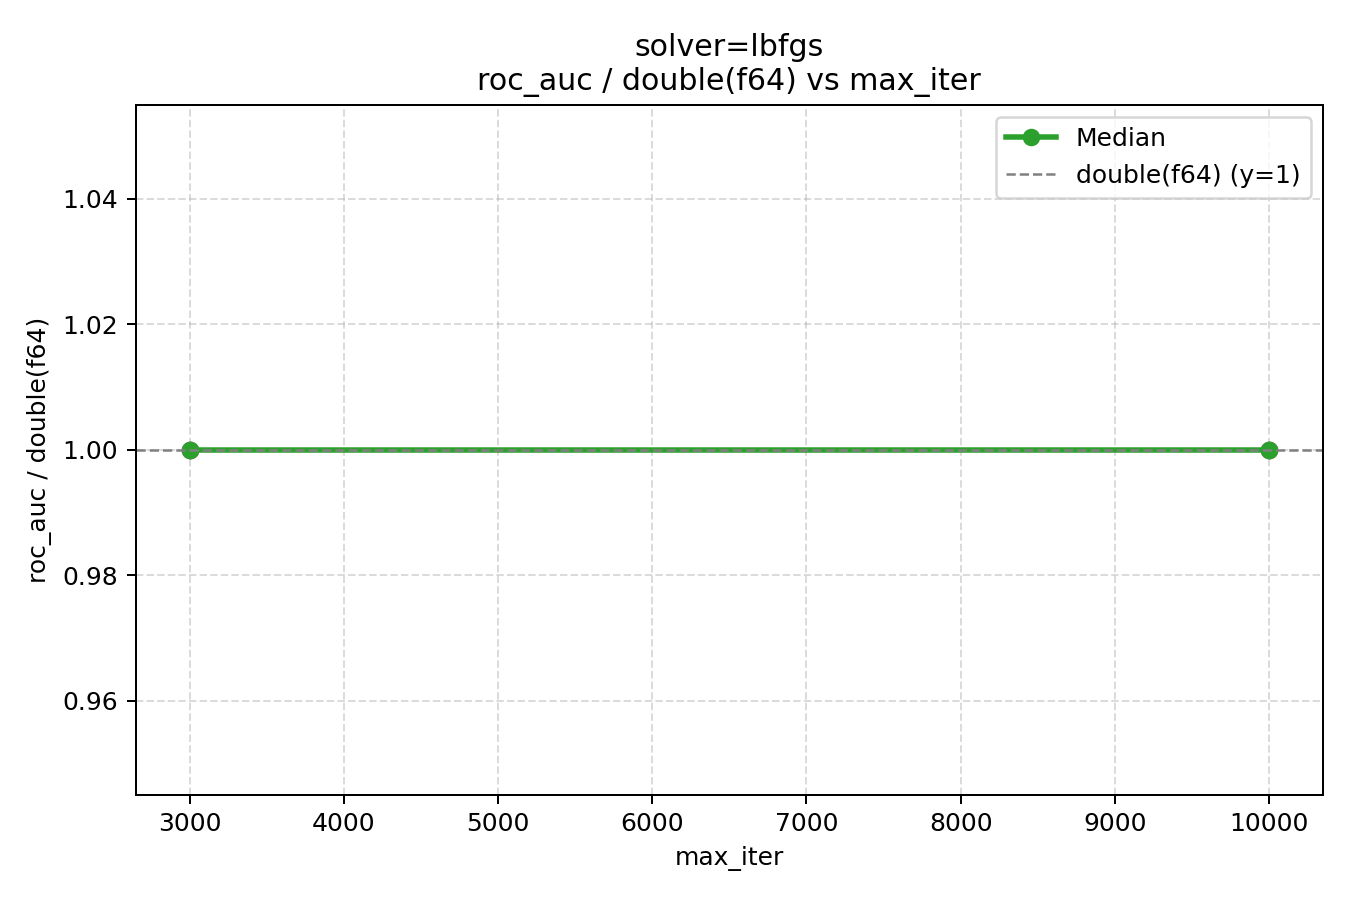 solver=lbfgs
roc_auc / double(f64) vs max_iter
Median
double(f64) (y=1)
roc_auc / double(f64)
1.04
1.02
1.00
0.98
0.96
3000 4000 5000 6000 7000 8000 9000 10000
max_iter